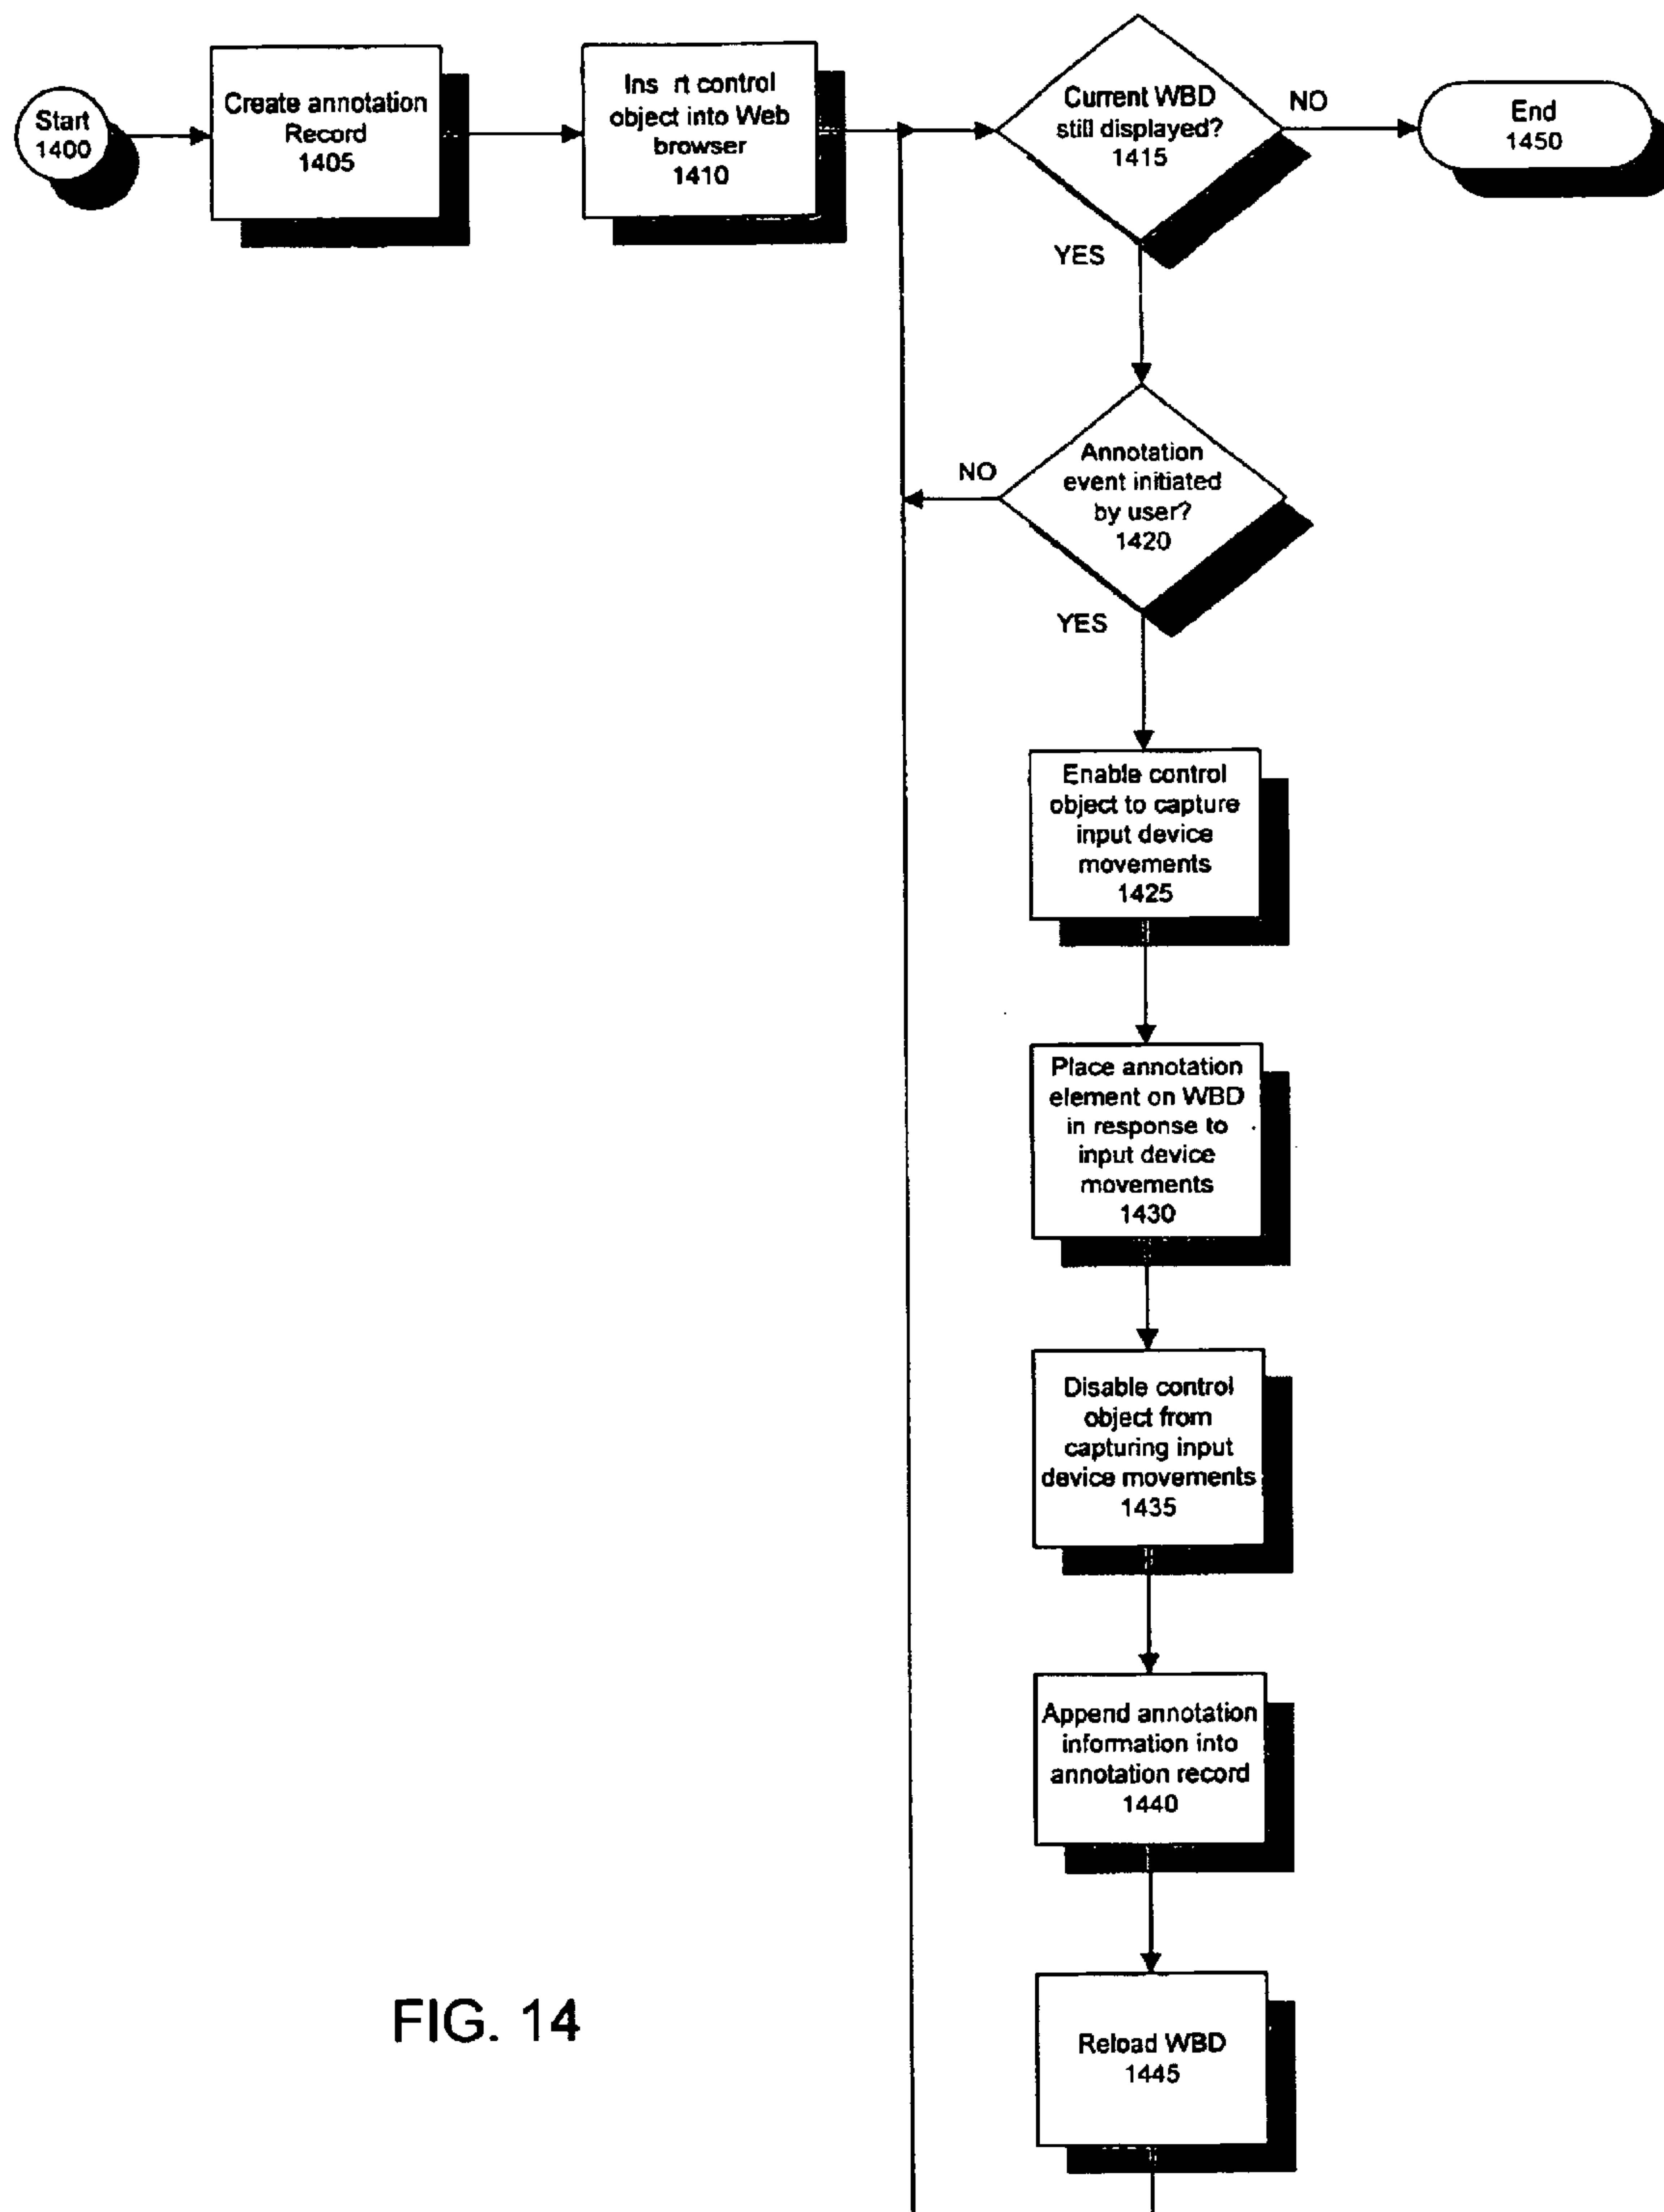 Start
1400
Create annotation
Record
1405
Ins rt control
object into Web
browser
1410
Current WBD
still displayed?
1415
NO
End
1450
YES
Annotation
event initiated
by user?
1420
NO
YES
Enable control
object to capture
input device
movements
1425
Place annotation
element on WBD
in response to
input device
movements
1430
Disable control
object from
capturing input
device movements
1435
Append annotation
information into
annotation record
1440
Reload WBD
1445
FIG. 14